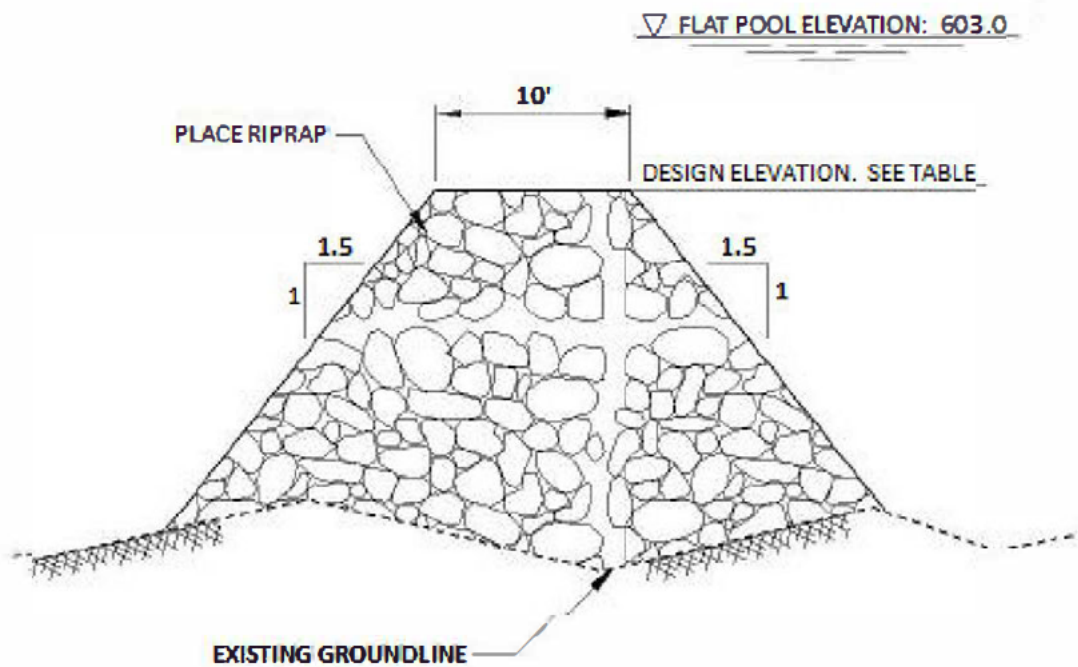 FLAT POOL ELEVATION: 603.0
10'
PLACE RIPRAP
DESIGN ELEVATION. SEE TABLE
1.5
1
1.5
1
EXISTING GROUNDLINE